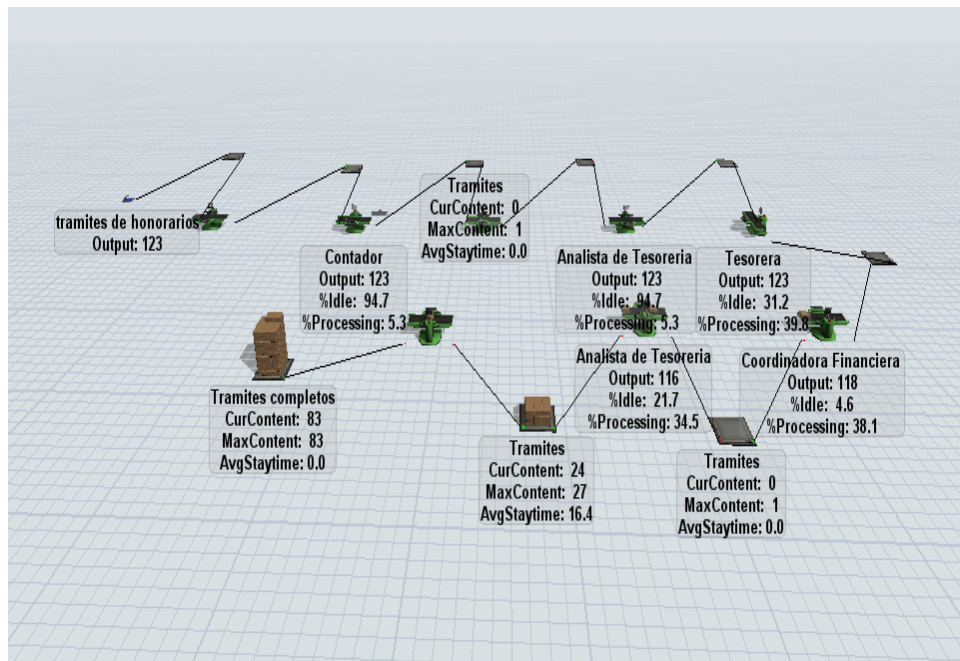 tramites de honorarios
Output: 123
Tramites
CurContent: 0
MaxContent: 1
AvgStaytime: 0.0
Contador
Output: 123
%Idle: 94.7
%Processing: 5.3
Analista de Tesoreria
Output: 123
%Idle: 94.7
%Processing: 5.3
Tesorera
Output: 123
%Idle: 31.2
%Processing: 39.8
Tramites completos
CurContent: 83
MaxContent: 83
AvgStaytime: 0.0
Tramites
CurContent: 24
MaxContent: 27
AvgStaytime: 16.4
Analista de Tesoreria
Output: 116
%Idle: 21.7
%Processing: 34.5
Coordinadora Financiera
Output: 118
%Idle: 4.6
%Processing: 38.1
Tramites
CurContent: 0
MaxContent: 1
AvgStaytime: 0.0